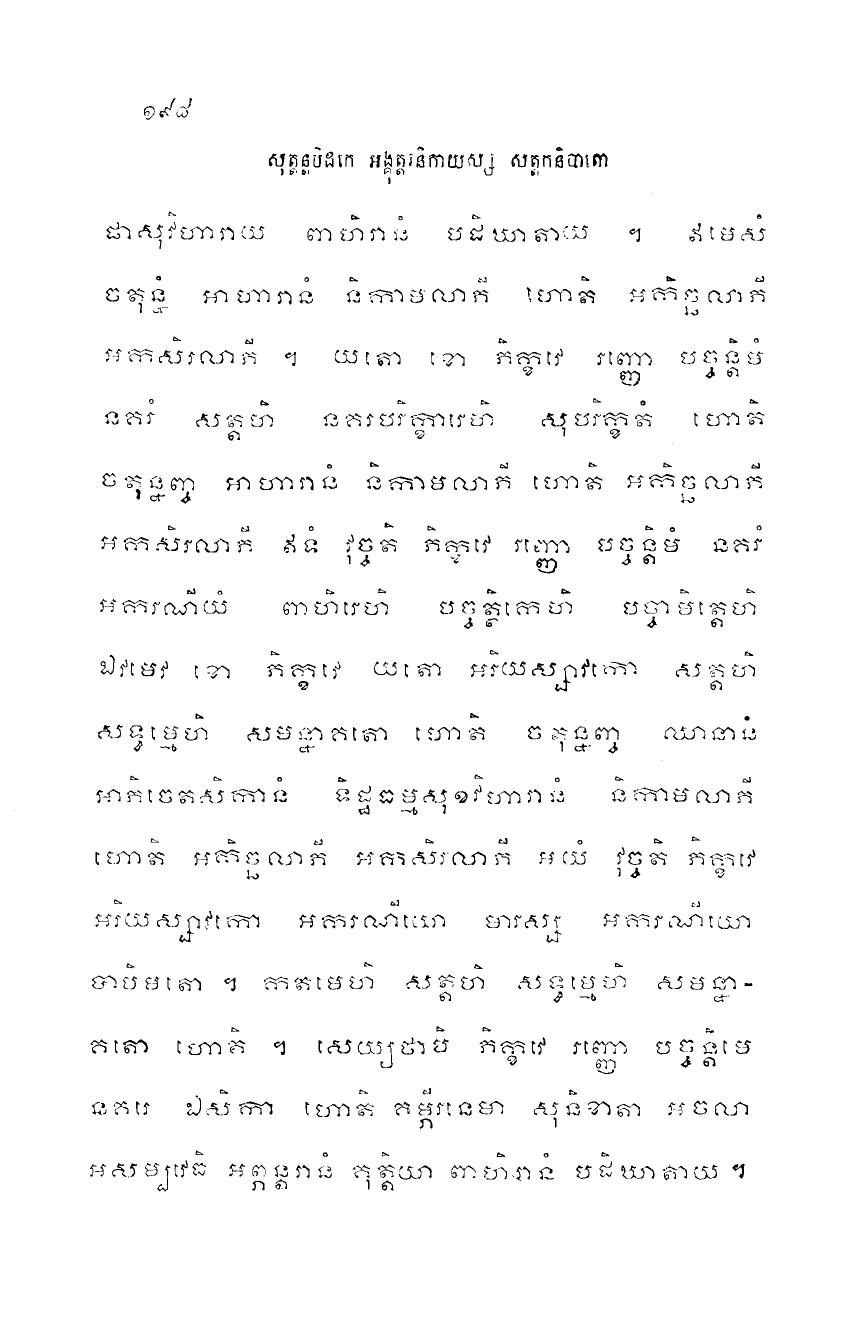 ១៩៨
សុត្តន្តបិដកេ អង្គុត្តរនិកាយស្ស សត្តកនិបាតោ
ផាសុវិហារាយ ពាហិរានំ បដិឃាតាយ ។ ឥមេសំ
ចតុន្នំ អាហារានំ និកាមលាភី ហោតិ អកិច្ឆលាភី
អកសិរលាភី ។ យតោ ខោ ភិក្ខវេ រញ្ញោ បច្ចន្តិមំ
នគរំ សត្តហិ នគរបរិក្ខារេហិ សុបរិក្ខតំ ហោតិ
ចតុន្នញ្ច អាហារានំ និកាមលាភី ហោតិ អកិច្ឆលាភី
អកសិរលាភី ឥទំ វុច្ចតិ ភិក្ខវេ រញ្ញោ បច្ចន្តិមំ នគរំ
អករណីយំ ពាហិរេហិ បច្ចត្ថិកេហិ បច្ចាមិត្តេហិ
ឯវមេវ ខោ ភិក្ខវេ យតោ អរិយស្សាវកោ សត្តហិ
សទ្ធម្មេហិ សមន្នាគតោ ហោតិ ចតុន្នញ្ច ឈានានំ
អាភិចេតសិកានំ ទិដ្ឋធម្មសុខវិហារានំ និកាមលាភី
ហោតិ អកិច្ឆលាភី អកសិរលាភី អយំ វុច្ចតិ ភិក្ខវេ
អរិយស្សាវកោ អករណីយោ មារស្ស អករណីយោ
បាបិមតោ ។ កតមេហិ សត្តហិ សទ្ធម្មេហិ សមន្នា-
គតោ ហោតិ ។ សេយ្យថាបិ ភិក្ខវេ រញ្ញោ បច្ចន្តិមេ
នគរេ ឯសិកា ហោតិ គម្ភីរនេមា សុនិខាតា អចលា
អសម្បវេធិ អព្ភន្តរានំ គុត្តិយា ពាហិរានំ បដិឃាតាយ ។